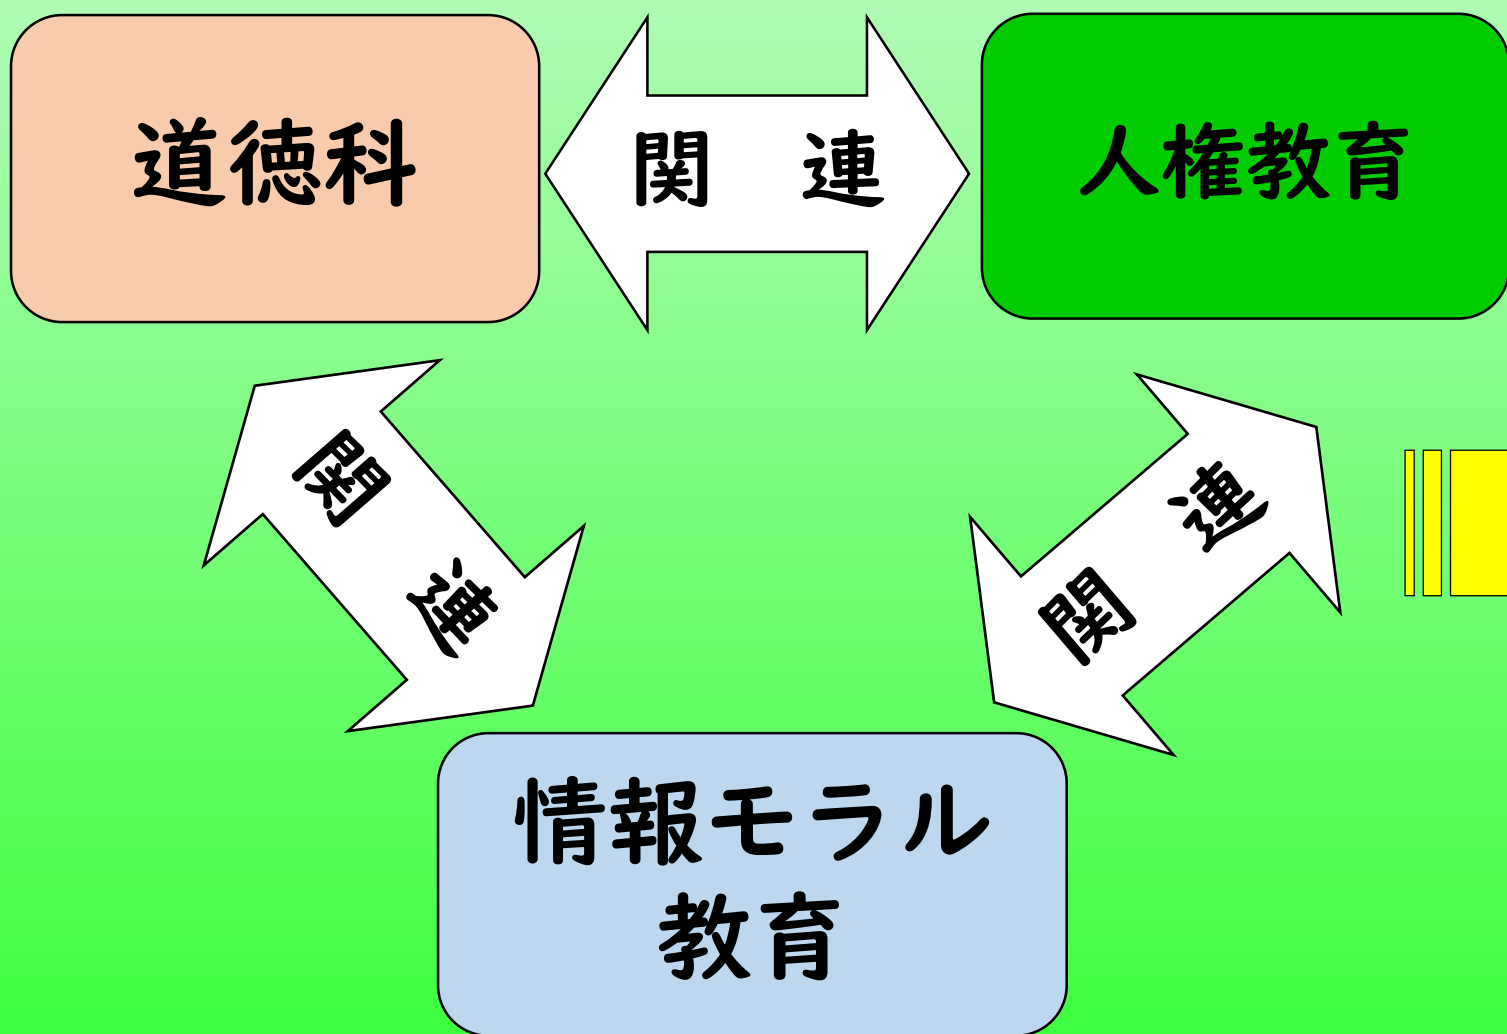 道徳科
関　連
人権教育
関　連
関　連
情報モラル
教育